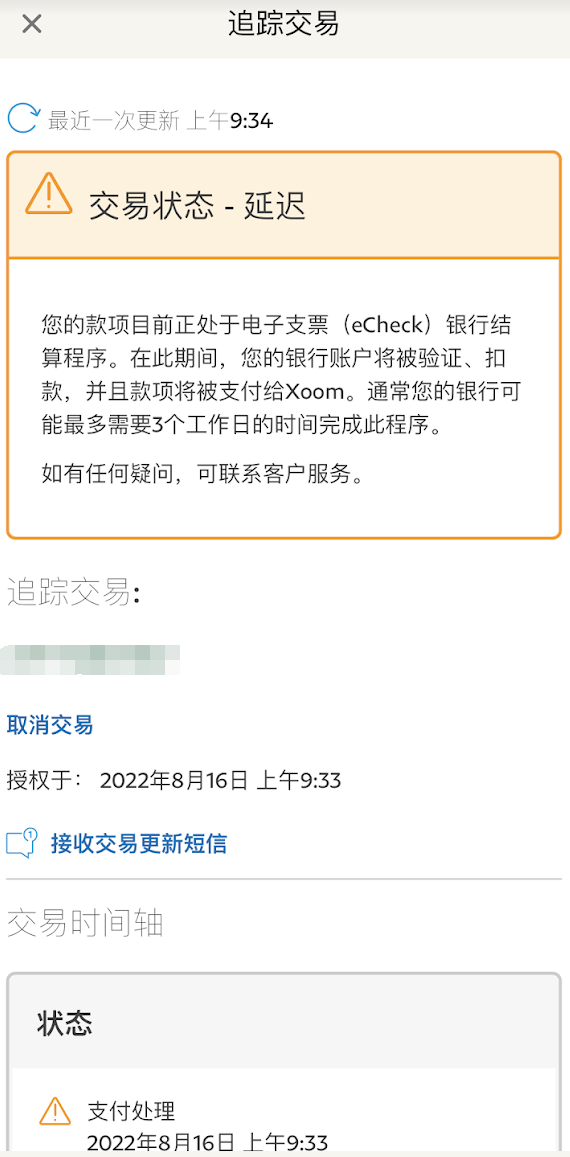 追踪交易
最近一次更新 上午9:34
交易状态 - 延迟
您的款项目前正处于电子支票（eCheck）银行结
算程序。在此期间，您的银行账户将被验证、扣
款，并且款项将被支付给Xoom。通常您的银行可
能最多需要3个工作日的时间完成此程序。
如有任何疑问，可联系客户服务。
追踪交易:
取消交易
授权于： 2022年8月16日 上午9:33
1
接收交易更新短信
交易时间轴
状态
支付处理
2022年8月16日 上午9:33